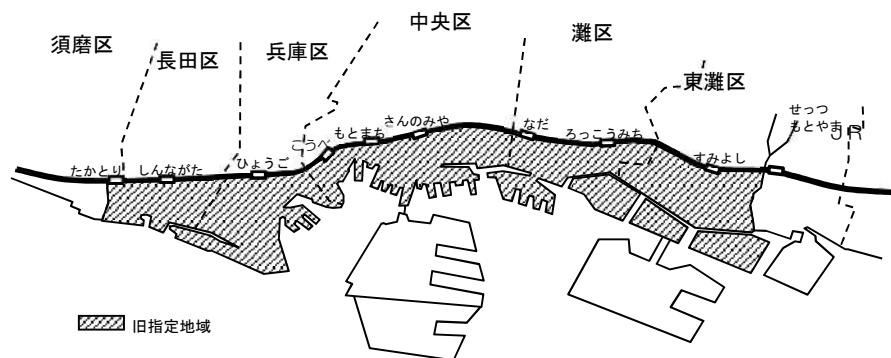 須磨区
長田区
兵庫区
中央区
灘区
東灘区
たかとり
しんながた
ひょうご
こうべ
もとまち
さんのみや
なだ
ろっこうみち
すみよし
せっつ
もとやま
JR
旧指定地域